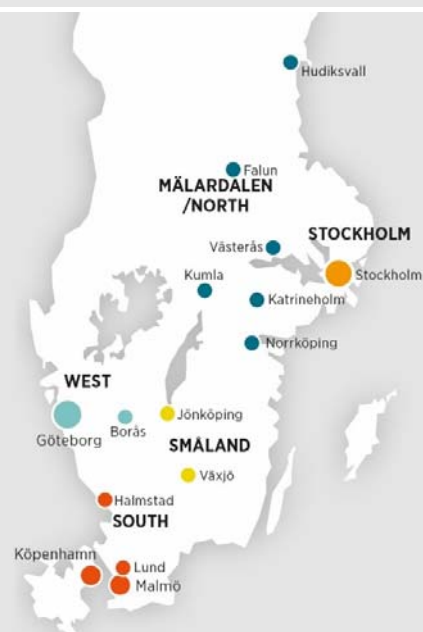 Hudiksvall
Falun
MÄLARDALEN
/NORTH
STOCKHOLM
Västerås
Stockholm
Kumla
Katrineholm
Norrköping
WEST
Göteborg
Borås
Jönköping
SMÅLAND
Växjö
Halmstad
SOUTH
Köpenhamn
Lund
Malmö